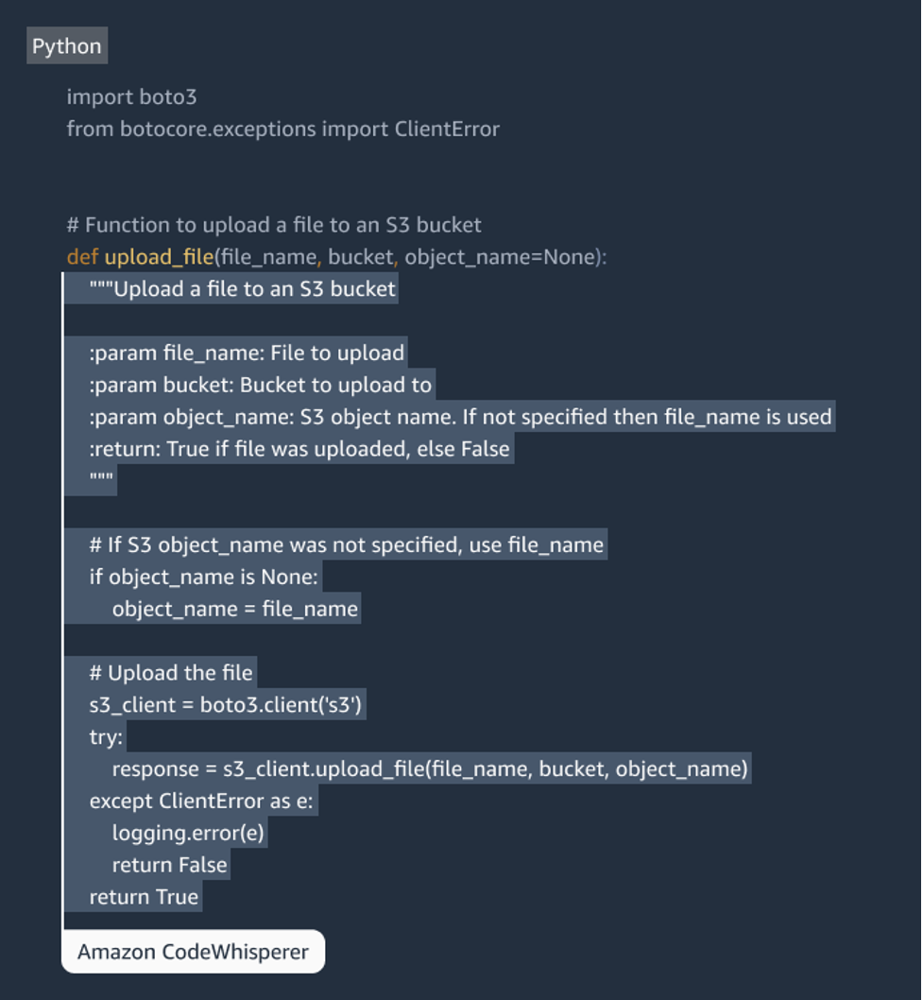 Python
import boto3
from botocore.exceptions import ClientError
# Function to upload a file to an S3 bucket
def upload_file(file_name, bucket, object_name=None):
"""Upload a file to an S3 bucket
:param file_name: File to upload
:param bucket: Bucket to upload to
:param object_name: S3 object name. If not specified then file_name is used
:return: True if file was uploaded, else False
"""
# If S3 object_name was not specified, use file_name
if object_name is None:
object_name = file_name
# Upload the file
s3_client = boto3.client('s3')
try:
response = s3_client.upload_file(file_name, bucket, object_name)
except ClientError as e:
logging.error(e)
return False
return True
Amazon CodeWhisperer